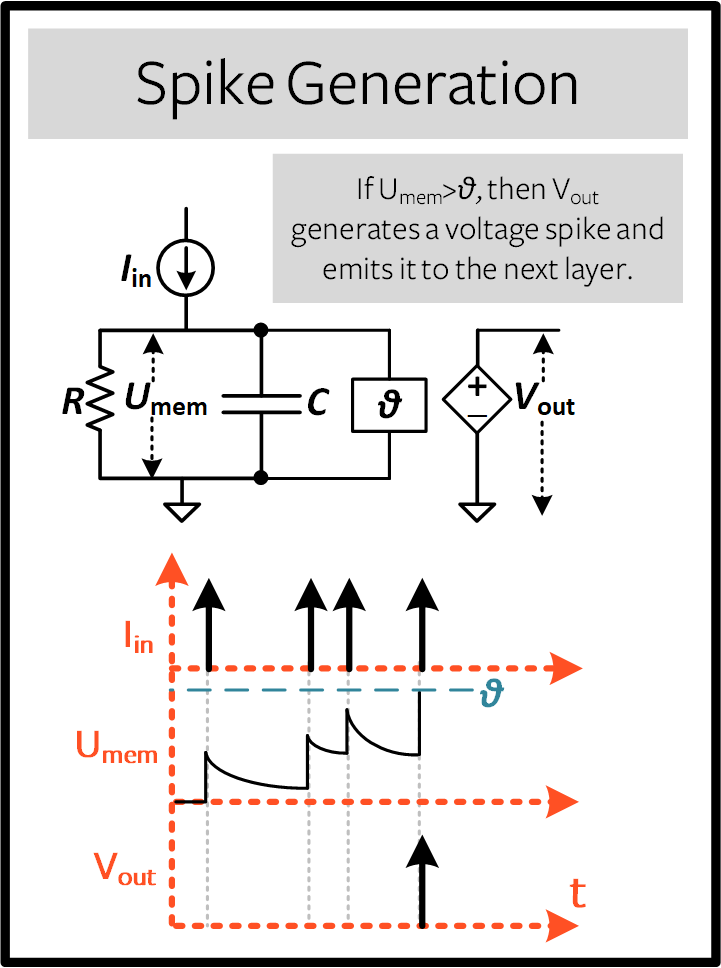 Spike Generation
If Umem>ϑ, then Vout
generates a voltage spike and
emits it to the next layer.
Iin
R
Umem
C
ϑ
+
−
Vout
Iin
ϑ
Umem
Vout
t